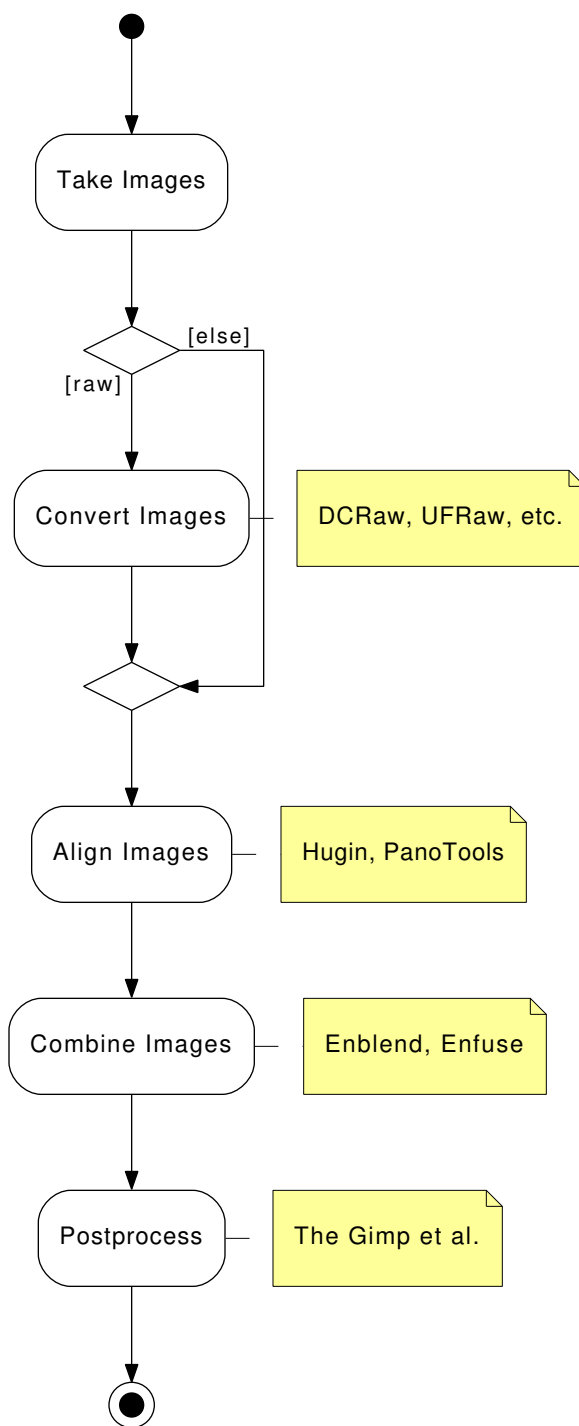 Take Images
[else]
[raw]
Convert Images
DCRaw, UFRaw, etc.
Align Images
Hugin, PanoTools
Combine Images
Enblend, Enfuse
Postprocess
The Gimp et al.